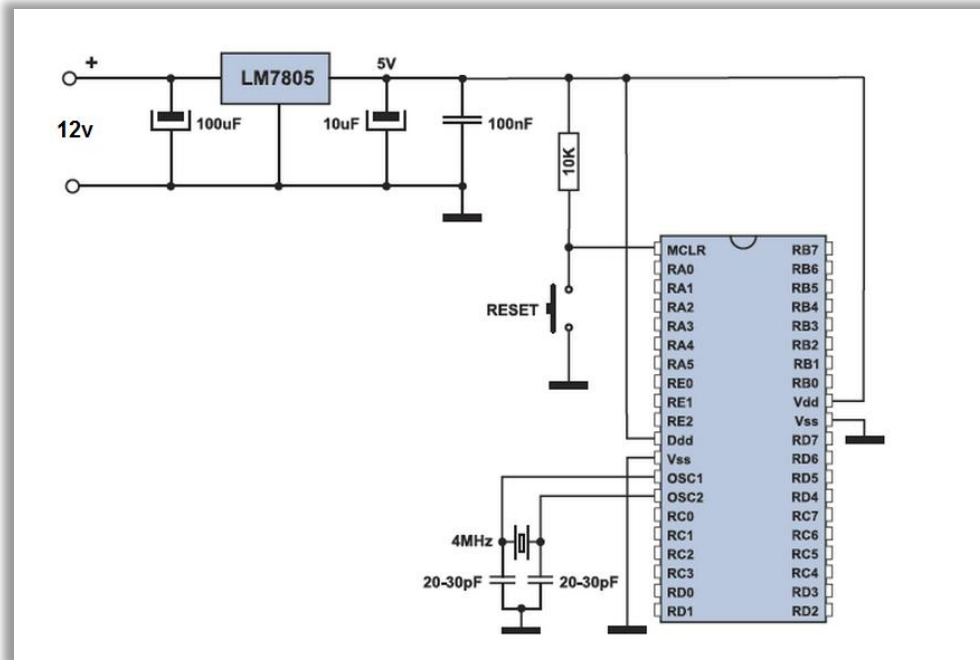 +
LM7805
5V
12v
100uF
10uF
100nF
10K
RESET
4MHz
20-30pF
20-30pF
MCLR
RA0
RA1
RA2
RA3
RA4
RA5
RE0
RE1
RE2
Ddd
Vss
OSC1
OSC2
RC0
RC1
RC2
RC3
RD0
RD1
RB7
RB6
RB5
RB4
RB3
RB2
RB1
RB0
Vdd
Vss
RD7
RD6
RD5
RD4
RC7
RC6
RC5
RC4
RD3
RD2